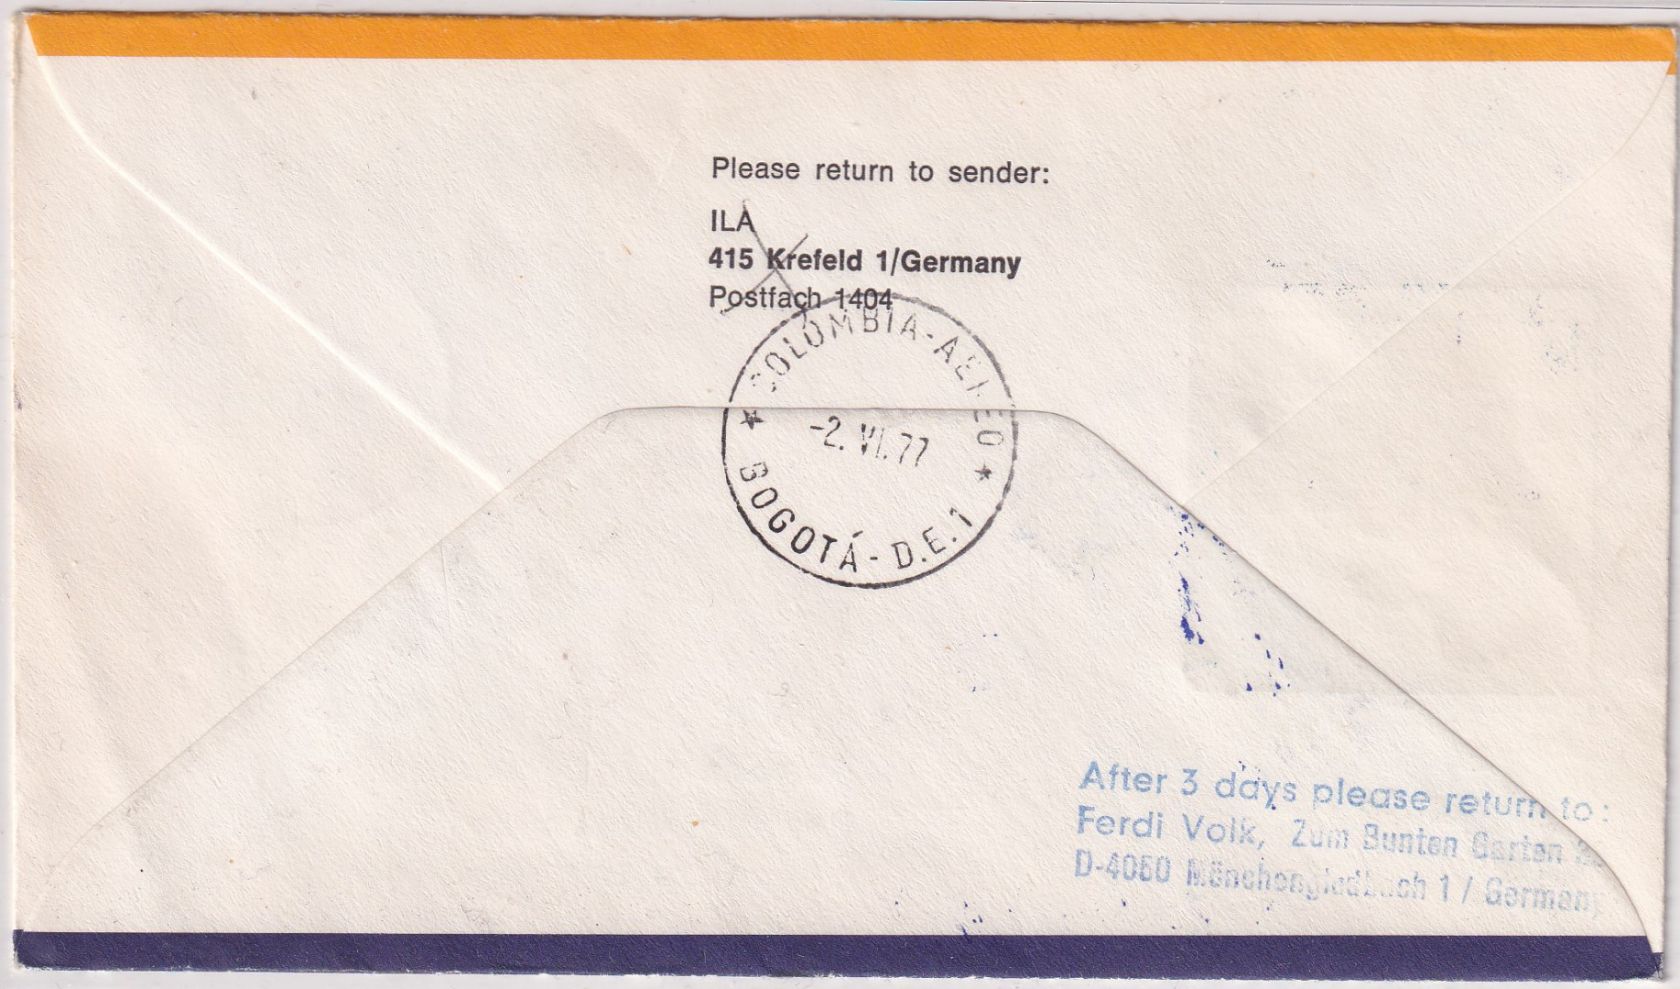 Please return to sender:
ILA
415 Krefeld 1/Germany
Postfach 1404
COLOMBIA-AEREO
-2. VI. 77
BOGOTÁ - D.E. 1
After 3 days please return to:
Ferdi Volk, Zum Bunten Garten
D-4050 Mönchengladbach 1 / Germany